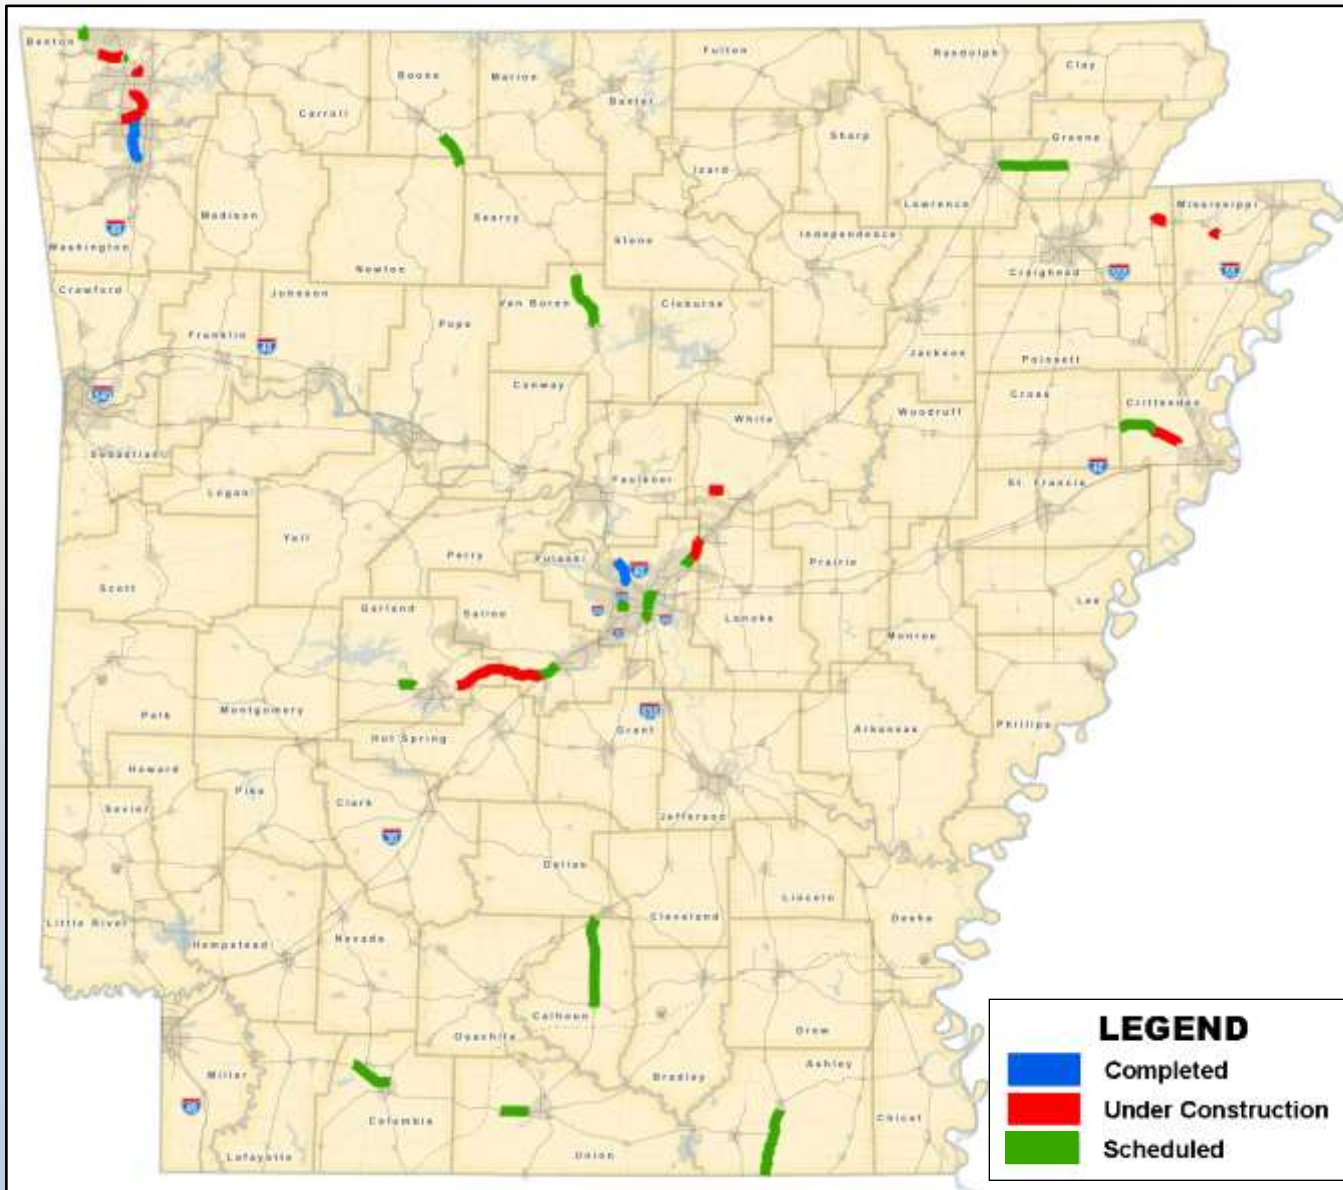 Benton
Boone
Marion
Fulton
Randolph
Clay
Carroll
Baxter
Sharp
Greene
Izard
Madison
Searcy
Lawrence
Mississippi
Washington
Stone
Independence
Newton
Craighead
Crawford
Johnson
Van Buren
Cleburne
Franklin
Pope
Jackson
Poinsett
Conway
Cross
Crittenden
White
Woodruff
Sebastian
Faulkner
St. Francis
Logan
Yell
Perry
Pulaski
Prairie
Scott
Garland
Saline
Lonoke
Lee
Monroe
Polk
Montgomery
Grant
Arkansas
Phillips
Hot Spring
Howard
Pike
Sevier
Clark
Jefferson
Dallas
Lincoln
Little River
Cleveland
Desha
Hempstead
Nevada
Calhoun
Ouachita
Drew
Miller
Bradley
Ashley
Columbia
Chicot
Lafayette
Union
LEGEND
Completed
Under Construction
Scheduled